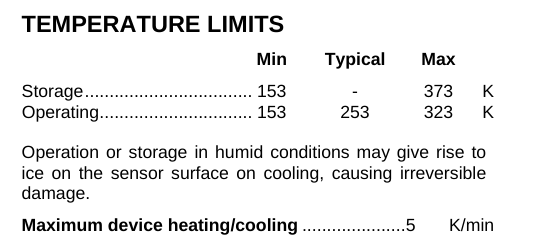 TEMPERATURE LIMITS
Min Typical Max
Storage.................................. 153 - 373 K
Operating............................... 153 253 323 K
Operation or storage in humid conditions may give rise to
ice on the sensor surface on cooling, causing irreversible
damage.
Maximum device heating/cooling .....................5 K/min